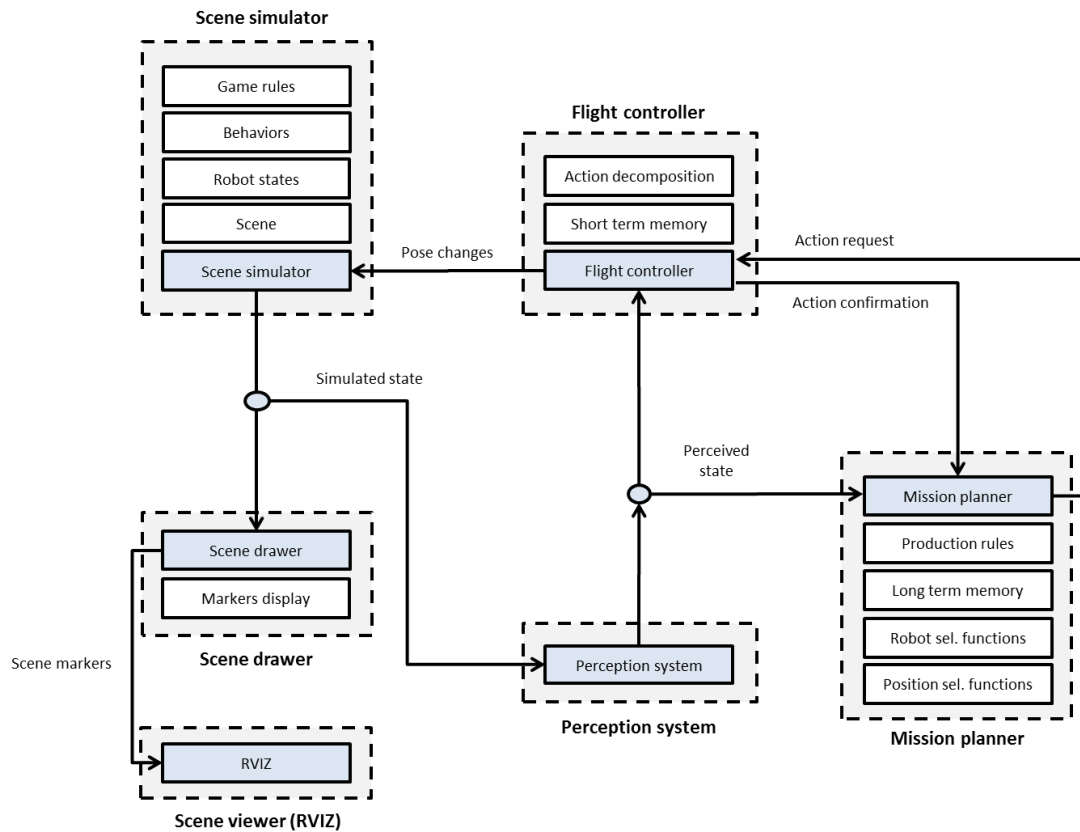 Scene simulator
Game rules
Behaviors
Robot states
Scene
Scene simulator
Flight controller
Action decomposition
Short term memory
Flight controller
Pose changes
Action request
Action confirmation
Simulated state
Perceived
state
Mission planner
Production rules
Long term memory
Robot sel. functions
Position sel. functions
Mission planner
Scene drawer
Markers display
Scene drawer
Scene markers
Perception system
Perception system
RVIZ
Scene viewer (RVIZ)